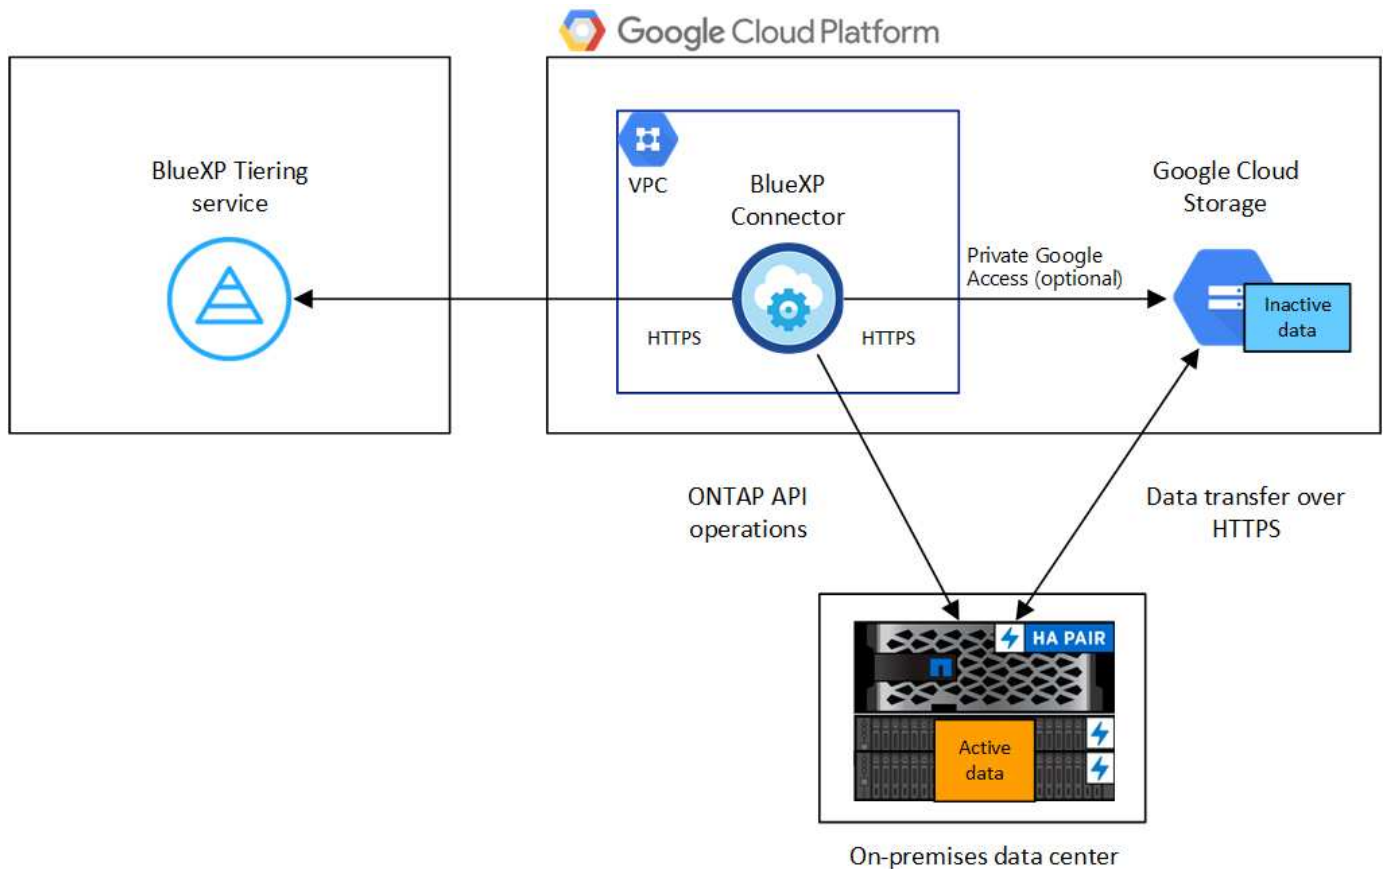 Google Cloud Platform
BlueXP Tiering
service
VPC
BlueXP
Connector
Google Cloud
Storage
Private Google
Access (optional)
Inactive
data
HTTPS
HTTPS
ONTAP API
operations
Data transfer over
HTTPS
HA PAIR
Active
data
On-premises data center